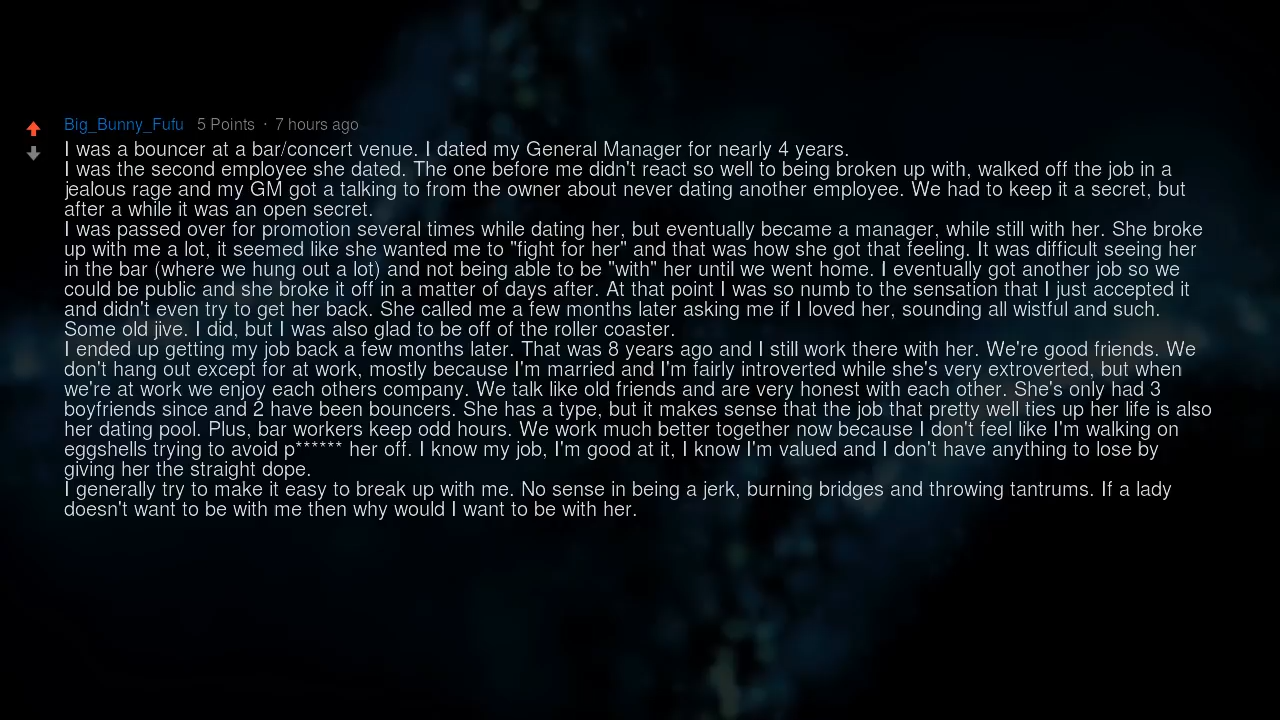 Big_Bunny_Fufu 5 Points · 7 hours ago
I was a bouncer at a bar/concert venue. I dated my General Manager for nearly 4 years.
I was the second employee she dated. The one before me didn't react so well to being broken up with, walked off the job in a
jealous rage and my GM got a talking to from the owner about never dating another employee. We had to keep it a secret, but
after a while it was an open secret.
I was passed over for promotion several times while dating her, but eventually became a manager, while still with her. She broke
up with me a lot, it seemed like she wanted me to "fight for her" and that was how she got that feeling. It was difficult seeing her
in the bar (where we hung out a lot) and not being able to be "with" her until we went home. I eventually got another job so we
could be public and she broke it off in a matter of days after. At that point I was so numb to the sensation that I just accepted it
and didn't even try to get her back. She called me a few months later asking me if I loved her, sounding all wistful and such.
Some old jive. I did, but I was also glad to be off of the roller coaster.
I ended up getting my job back a few months later. That was 8 years ago and I still work there with her. We're good friends. We
don't hang out except for at work, mostly because I'm married and I'm fairly introverted while she's very extroverted, but when
we're at work we enjoy each others company. We talk like old friends and are very honest with each other. She's only had 3
boyfriends since and 2 have been bouncers. She has a type, but it makes sense that the job that pretty well ties up her life is also
her dating pool. Plus, bar workers keep odd hours. We work much better together now because I don't feel like I'm walking on
eggshells trying to avoid p****** her off. I know my job, I'm good at it, I know I'm valued and I don't have anything to lose by
giving her the straight dope.
I generally try to make it easy to break up with me. No sense in being a jerk, burning bridges and throwing tantrums. If a lady
doesn't want to be with me then why would I want to be with her.